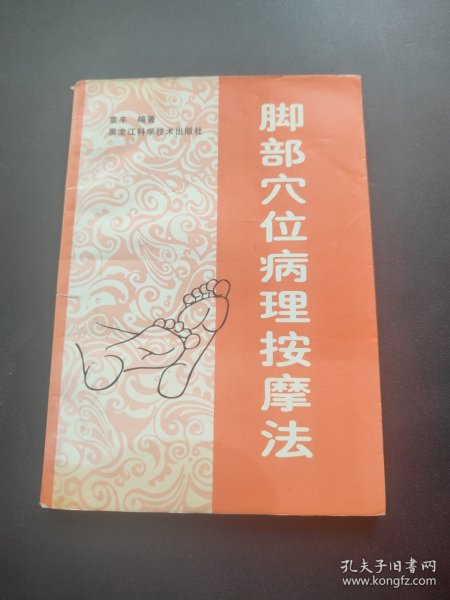 章丰 编著
黑龙江科学技术出版社
脚部穴位病理按摩法
孔夫子旧书网
www.kongfz.com